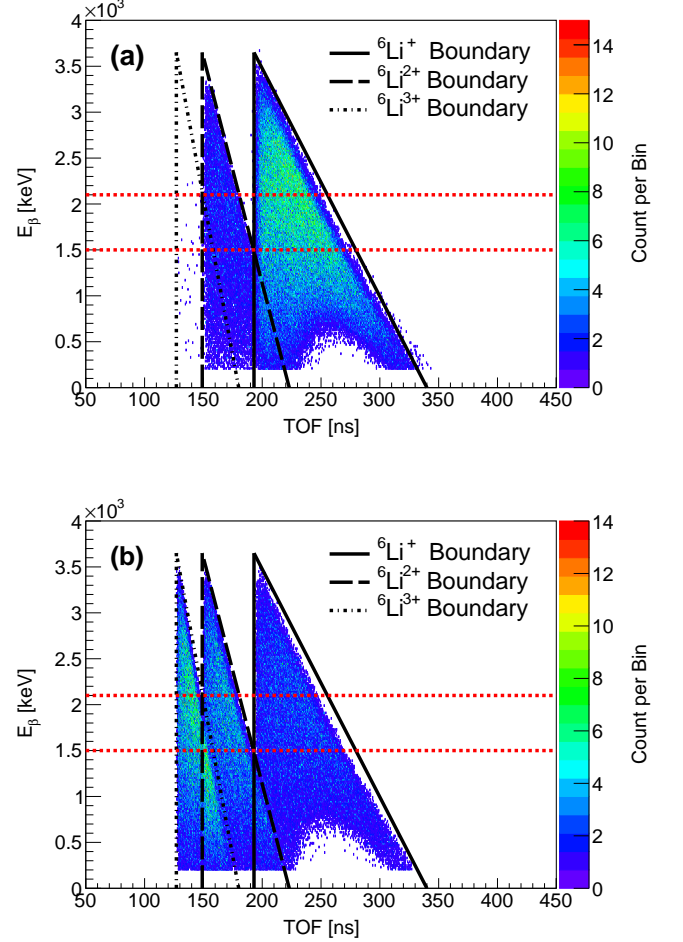 ×10³
4
3.5
3
2.5
2
1.5
1
0.5
0
E_β [keV]
(a)
⁶Li⁺ Boundary
⁶Li²⁺ Boundary
⁶Li³⁺ Boundary
50 100 150 200 250 300 350 400 450
TOF [ns]
14
12
10
8
6
4
2
0
Count per Bin
×10³
4
3.5
3
2.5
2
1.5
1
0.5
0
E_β [keV]
(b)
⁶Li⁺ Boundary
⁶Li²⁺ Boundary
⁶Li³⁺ Boundary
50 100 150 200 250 300 350 400 450
TOF [ns]
14
12
10
8
6
4
2
0
Count per Bin